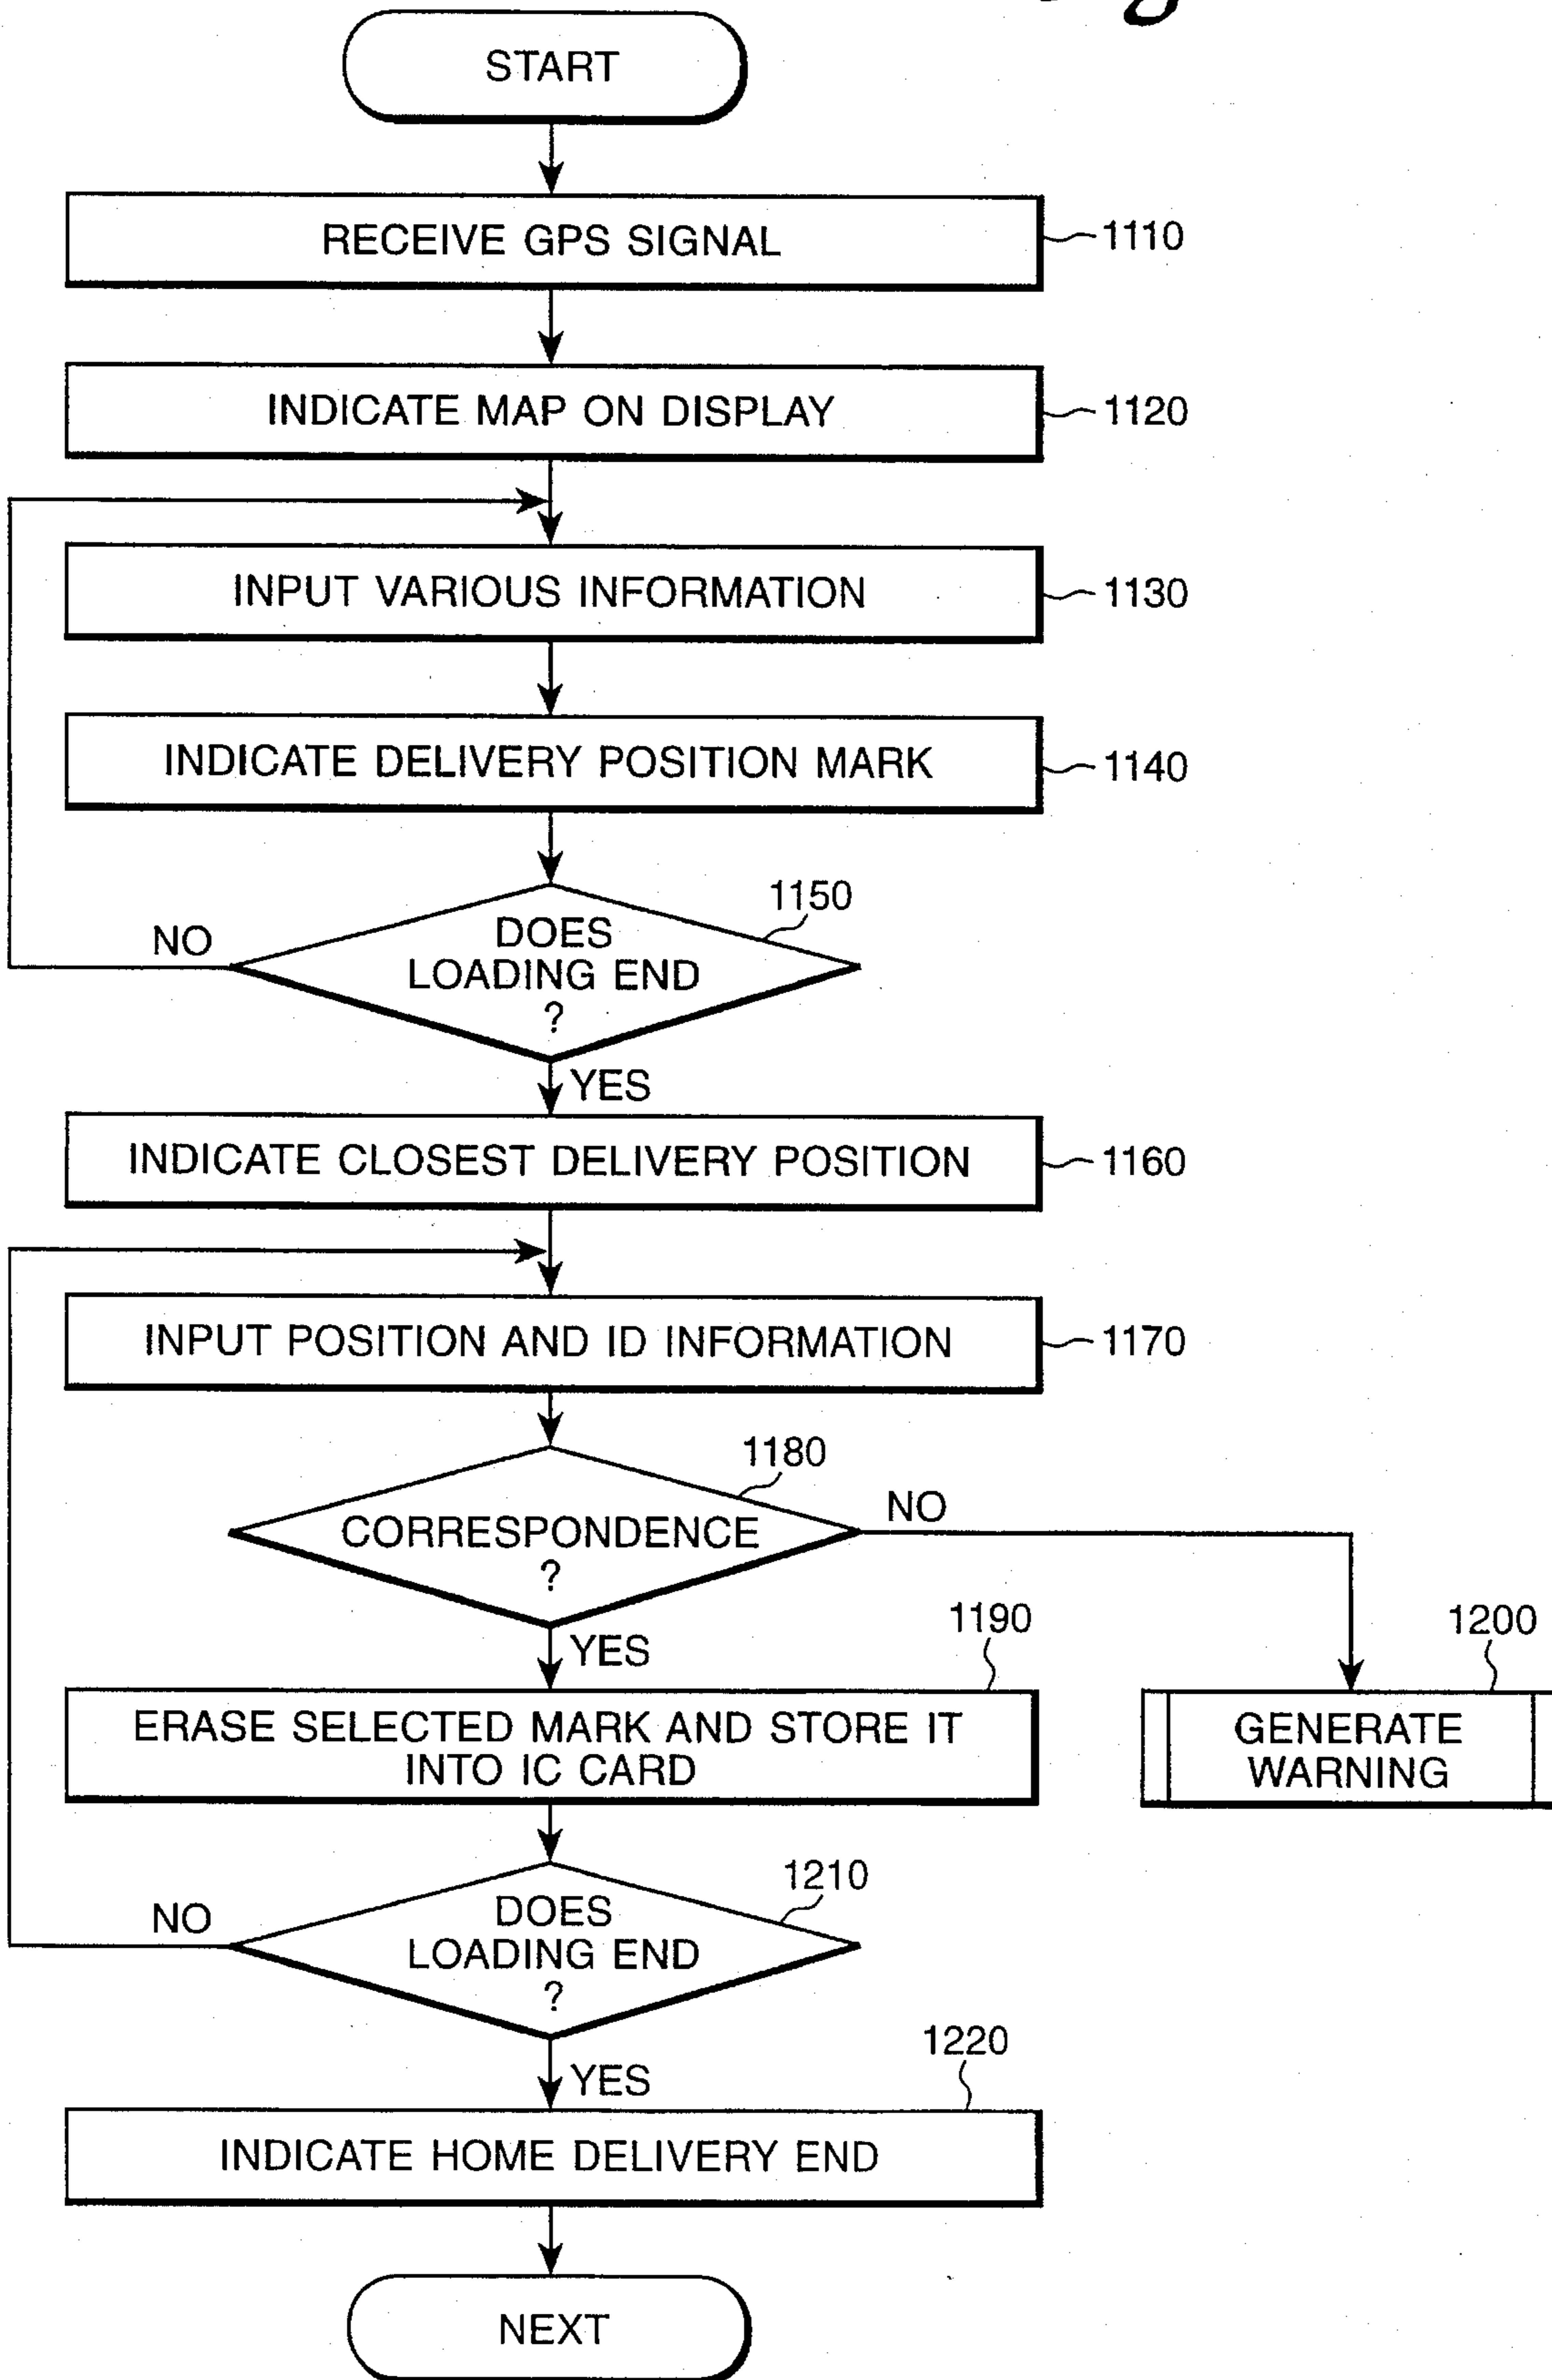 START
RECEIVE GPS SIGNAL
1110
INDICATE MAP ON DISPLAY
1120
INPUT VARIOUS INFORMATION
1130
INDICATE DELIVERY POSITION MARK
1140
1150
NO
DOES
LOADING END
?
YES
INDICATE CLOSEST DELIVERY POSITION
1160
INPUT POSITION AND ID INFORMATION
1170
1180
NO
CORRESPONDENCE
?
YES
1190
1200
ERASE SELECTED MARK AND STORE IT
INTO IC CARD
GENERATE
WARNING
1210
NO
DOES
LOADING END
?
YES
1220
INDICATE HOME DELIVERY END
NEXT